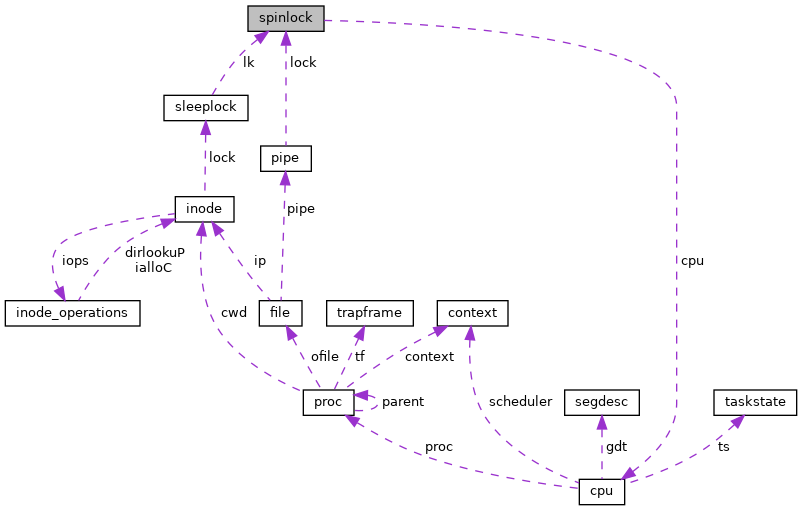 spinlock
lk
lock
sleeplock
lock
pipe
inode
pipe
iops
dirlookuP
ialloC
ip
cpu
inode_operations
cwd
file
trapframe
context
ofile
tf
context
proc
parent
scheduler
segdesc
taskstate
proc
gdt
ts
cpu